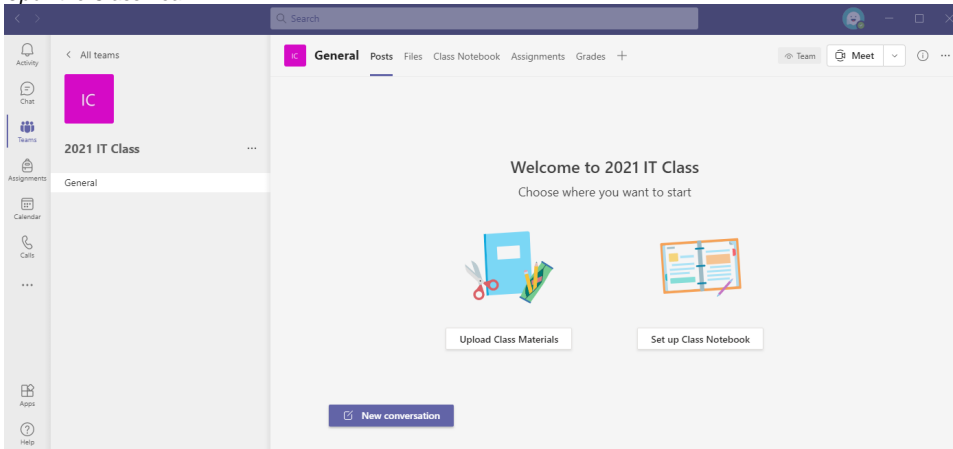 Search
Activity
Chat
Teams
Assignments
Calendar
Calls
Apps
Help
All teams
IC
2021 IT Class
General
IC
General Posts Files Class Notebook Assignments Grades
Team
Meet
Welcome to 2021 IT Class
Choose where you want to start
Upload Class Materials
Set up Class Notebook
New conversation